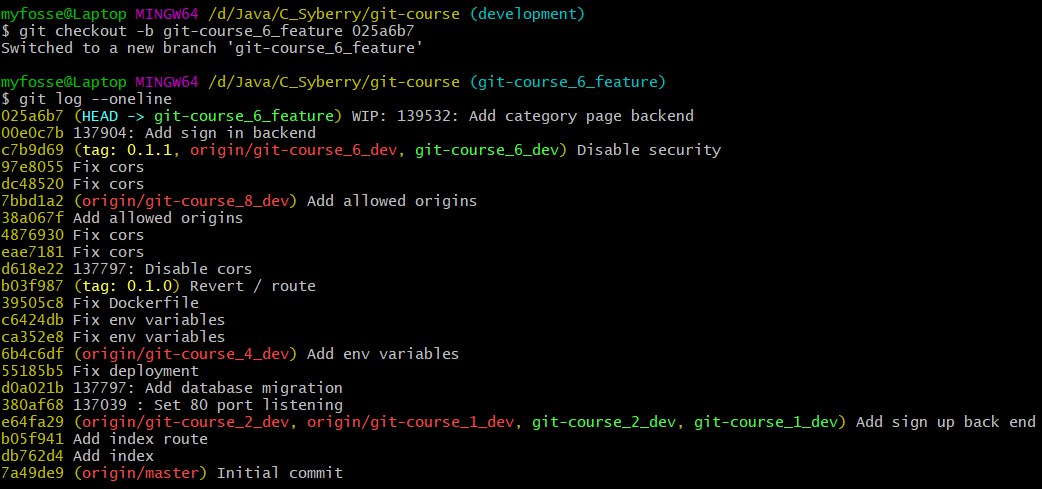 myfosse@Laptop MINGW64 /d/Java/C_Syberry/git-course (development)
$ git checkout -b git-course_6_feature 025a6b7
Switched to a new branch 'git-course_6_feature'
myfosse@Laptop MINGW64 /d/Java/C_Syberry/git-course (git-course_6_feature)
$ git log --oneline
025a6b7 (HEAD -> git-course_6_feature) WIP: 139532: Add category page backend
00e0c7b 137904: Add sign in backend
c7b9d69 (tag: 0.1.1, origin/git-course_6_dev, git-course_6_dev) Disable security
97e8055 Fix cors
dc48520 Fix cors
7bbd1a2 (origin/git-course_8_dev) Add allowed origins
38a067f Add allowed origins
4876930 Fix cors
eae7181 Fix cors
d618e22 137797: Disable cors
b03f987 (tag: 0.1.0) Revert / route
39505c8 Fix Dockerfile
c6424db Fix env variables
ca352e8 Fix env variables
6b4c6df (origin/git-course_4_dev) Add env variables
55185b5 Fix deployment
d0a021b 137797: Add database migration
380af68 137039 : Set 80 port listening
e64fa29 (origin/git-course_2_dev, origin/git-course_1_dev, git-course_2_dev, git-course_1_dev) Add sign up back end
b05f941 Add index route
db762d4 Add index
7a49de9 (origin/master) Initial commit